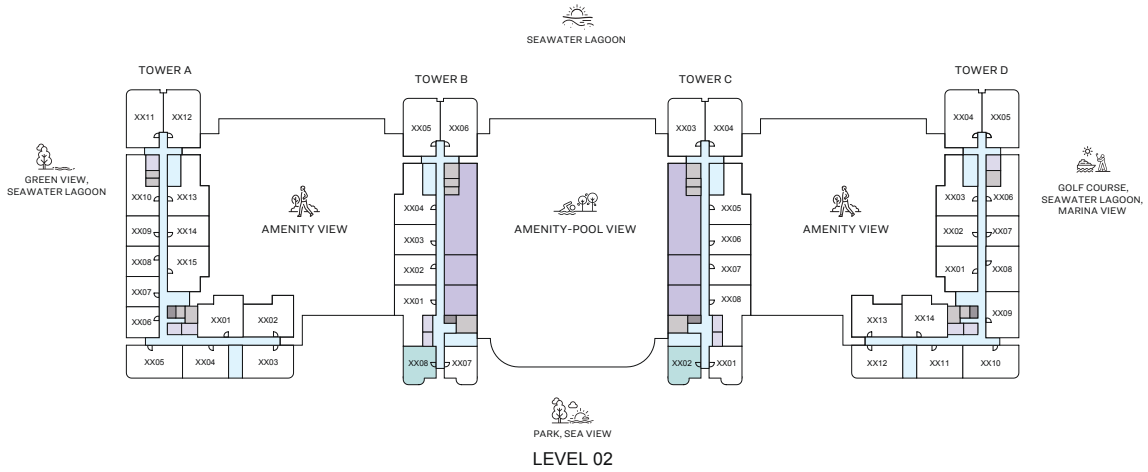 SEAWATER LAGOON
TOWER A
TOWER B
TOWER C
TOWER D
GREEN VIEW,
SEAWATER LAGOON
XX11
XX12
XX10
XX13
XX09
XX14
XX08
XX15
XX07
XX06
XX01
XX02
XX05
XX04
XX03
AMENITY VIEW
XX05
XX06
XX04
XX03
XX02
XX01
XX08
XX07
AMENITY-POOL VIEW
XX03
XX04
XX05
XX06
XX07
XX08
XX02
XX01
AMENITY VIEW
XX04
XX05
XX03
XX06
XX02
XX07
XX01
XX08
XX09
XX13
XX14
XX12
XX11
XX10
GOLF COURSE,
SEAWATER LAGOON,
MARINA VIEW
PARK, SEA VIEW
LEVEL 02